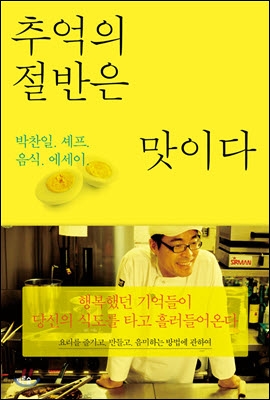 추억의
절반은
맛이다
박찬일. 셰프.
음식. 에세이.
SIRMAN
행복했던 기억들이
당신의 식도를 타고 흘러들어온다
요리를 즐기고, 만들고, 음미하는 방법에 관하여